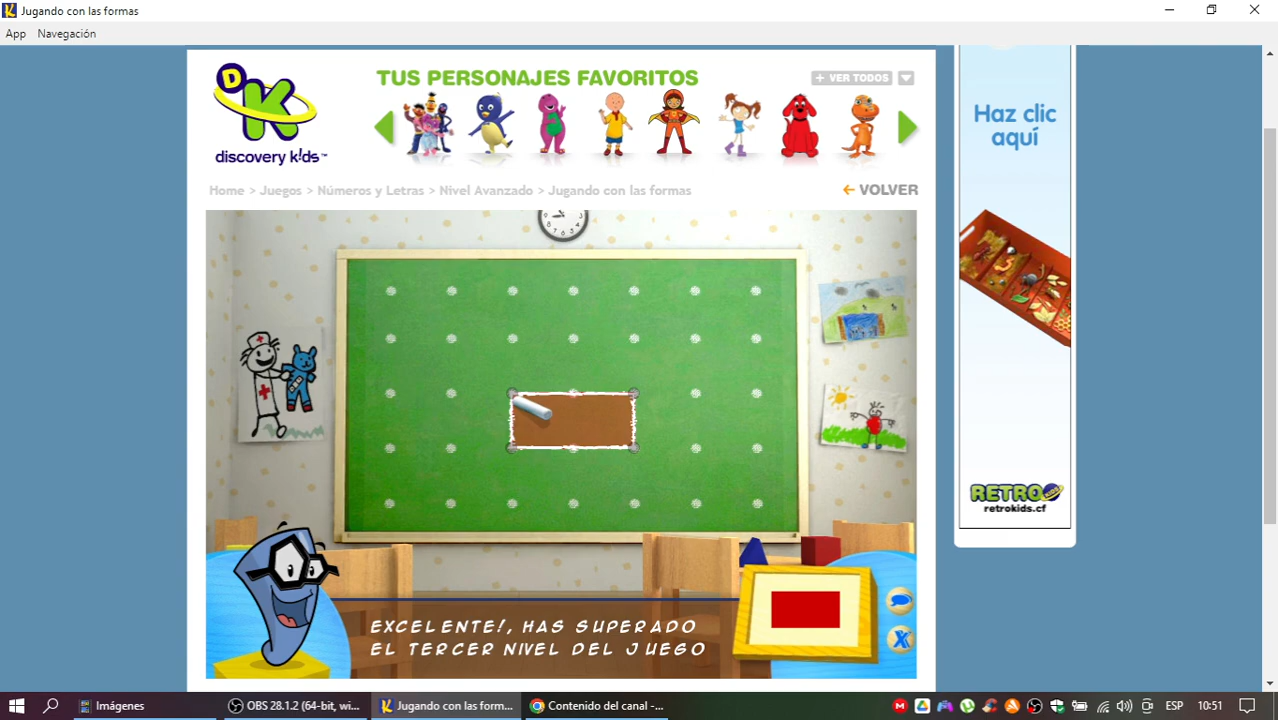 Jugando con las formas
App Navegación
D
K
discovery k!ds™
TUS PERSONAJES FAVORITOS
+ VER TODOS
Home > Juegos > Números y Letras > Nivel Avanzado > Jugando con las formas
← VOLVER
Haz clic
aquí
RETRO KIDS
retrokids.cf
EXCELENTE!, HAS SUPERADO
EL TERCER NIVEL DEL JUEGO
X
Imágenes
OBS 28.1.2 (64-bit, wi...
Jugando con las form...
Contenido del canal -...
ESP
10:51